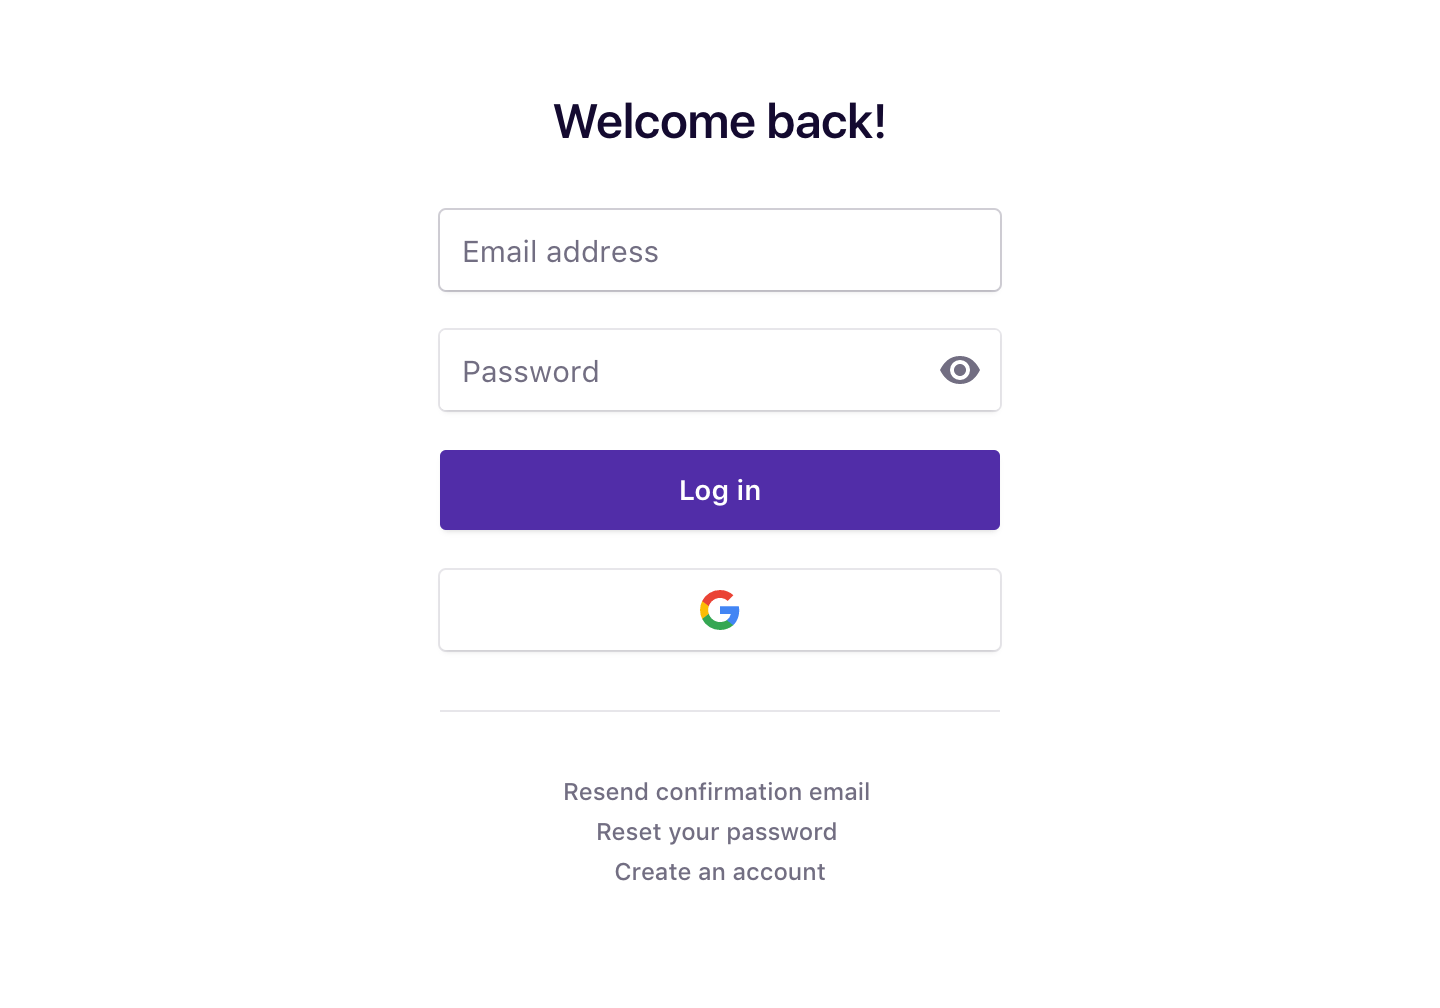 Welcome back!
Email address
Password
Log in
Resend confirmation email
Reset your password
Create an account